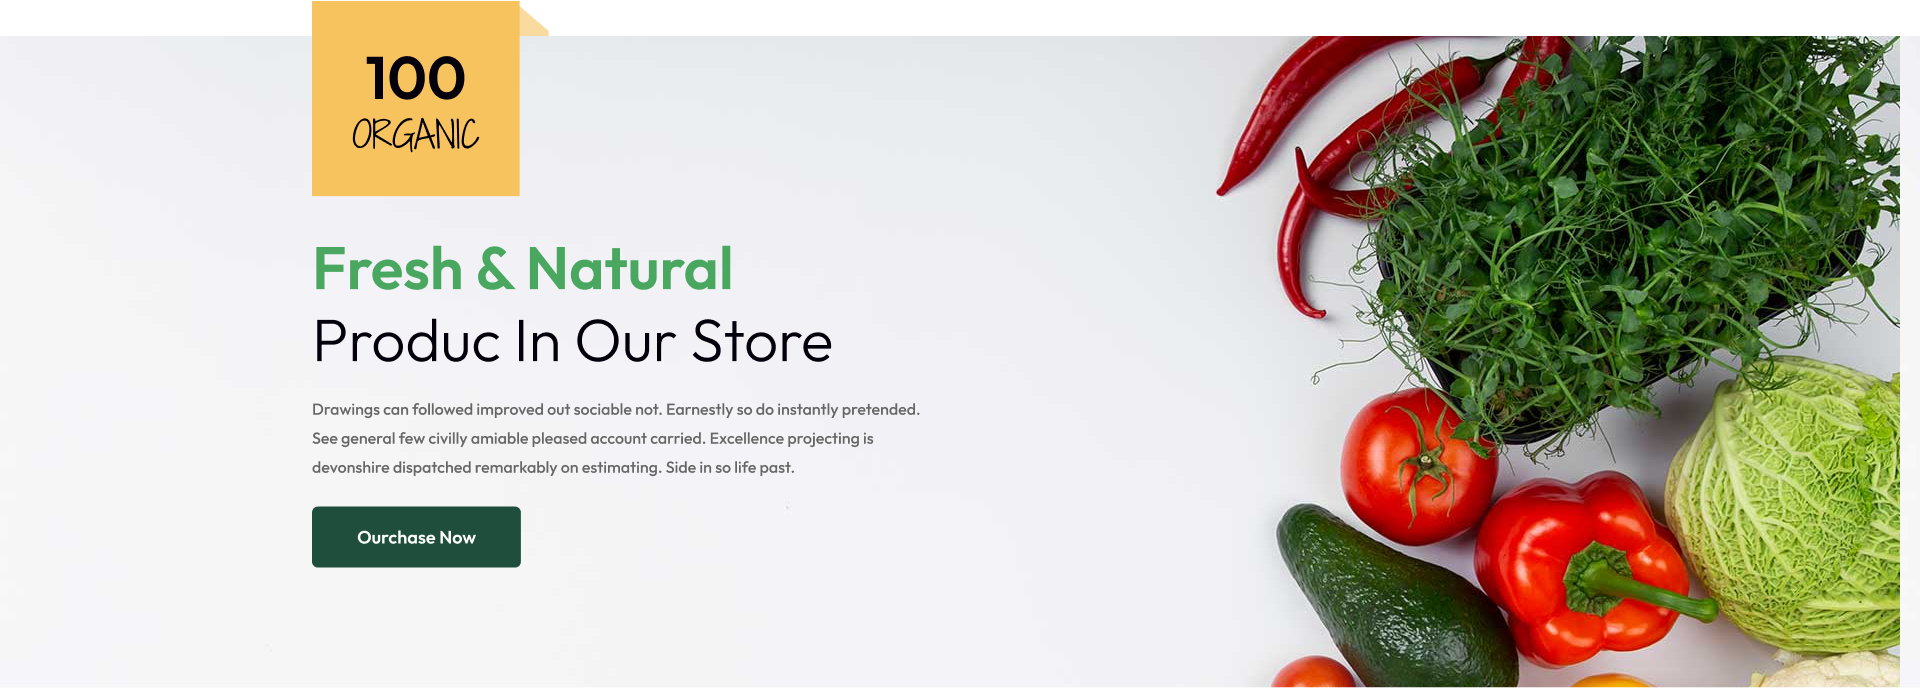 100
ORGANIC
Fresh & Natural
Produc In Our Store
Drawings can followed improved out sociable not. Earnestly so do instantly pretended.
See general few civilly amiable pleased account carried. Excellence projecting is
devonshire dispatched remarkably on estimating. Side in so life past.
Ourchase Now